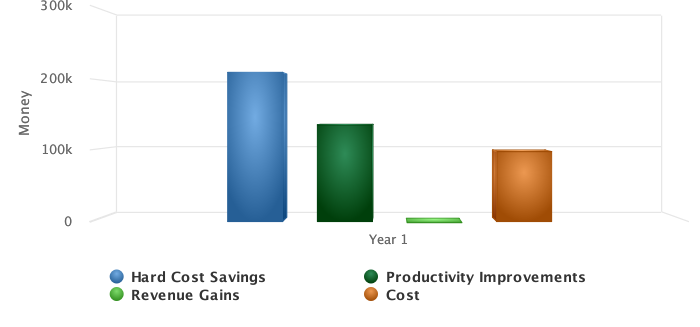 300k
200k
Money
100k
0
Year 1
Hard Cost Savings
Productivity Improvements
Revenue Gains
Cost